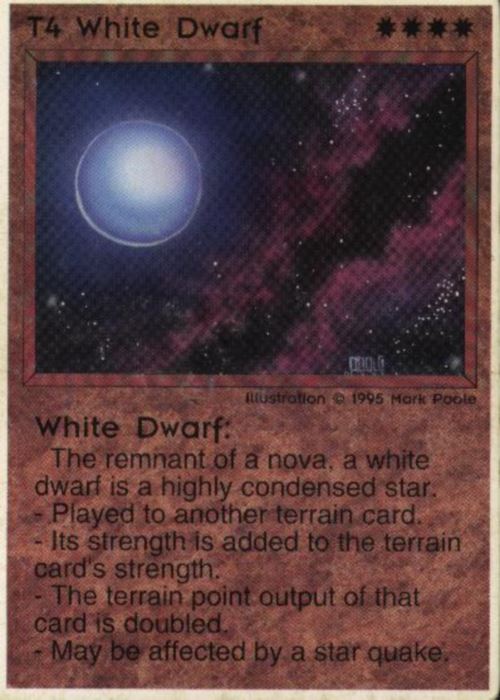 T4 White Dwarf
Illustration © 1995 Mark Poole
White Dwarf:
The remnant of a nova, a white
dwarf is a highly condensed star.
- Played to another terrain card.
- Its strength is added to the terrain
card's strength.
- The terrain point output of that
card is doubled.
- May be affected by a star quake.